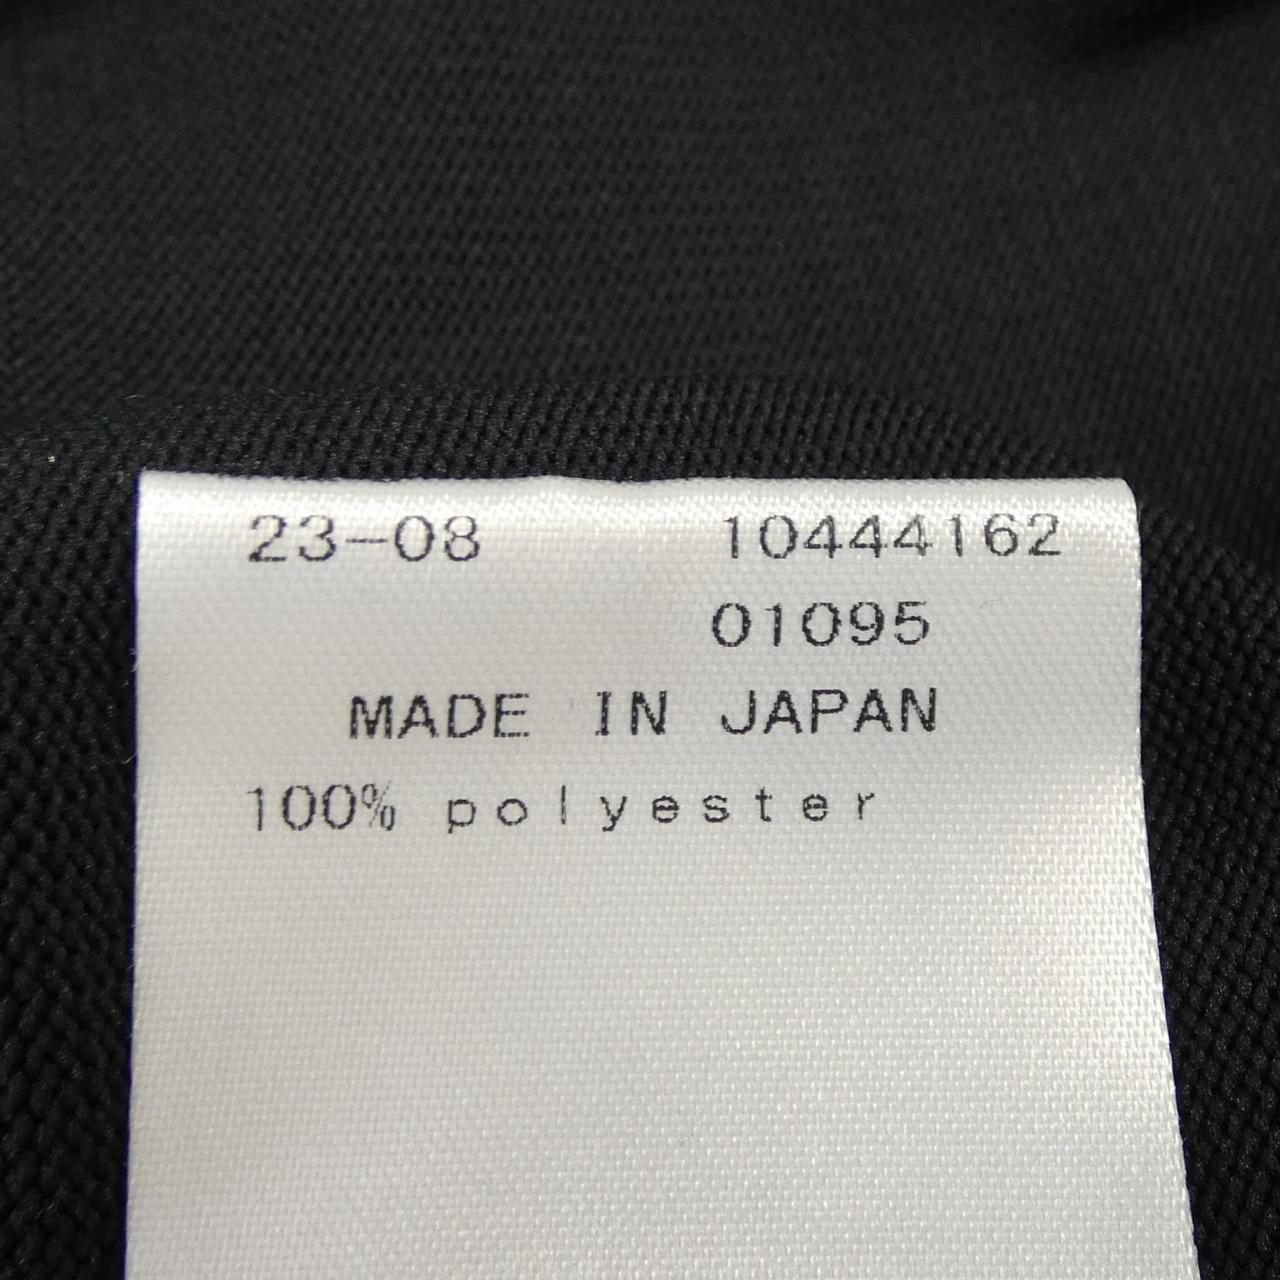 23-08 10444162
01095
MADE IN JAPAN
100% polyester